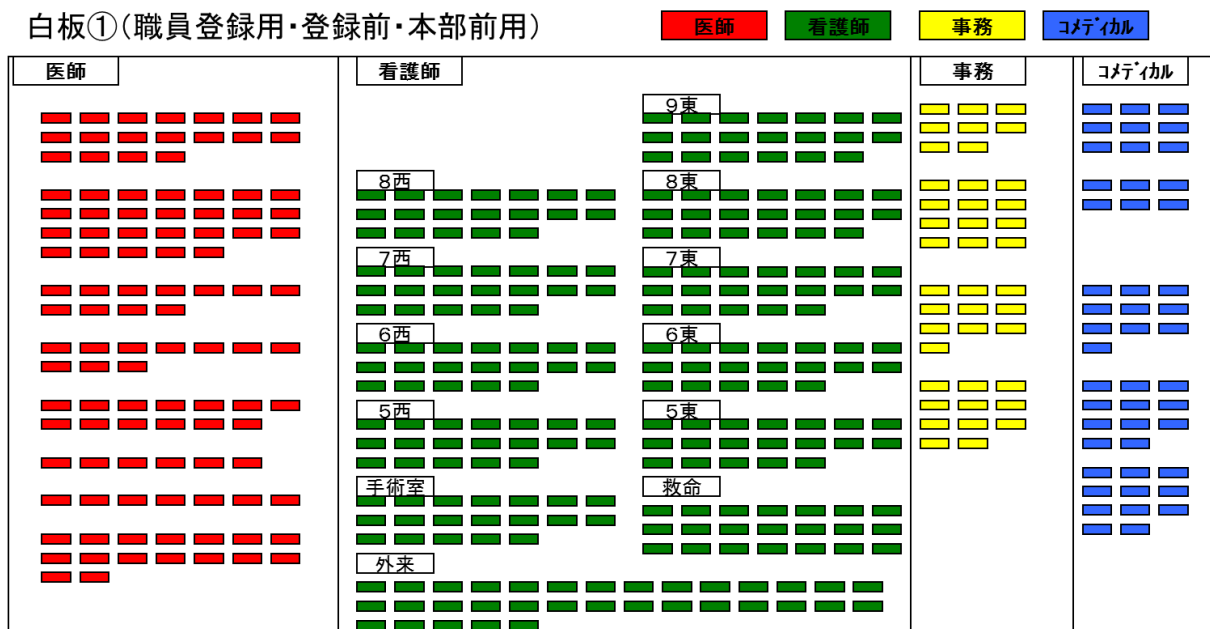 白板①(職員登録用・登録前・本部前用)
医師 看護師 事務 コメディカル
医師 看護師 事務 コメディカル
9東
8西 8東
7西 7東
6西 6東
5西 5東
手術室 救命
外来